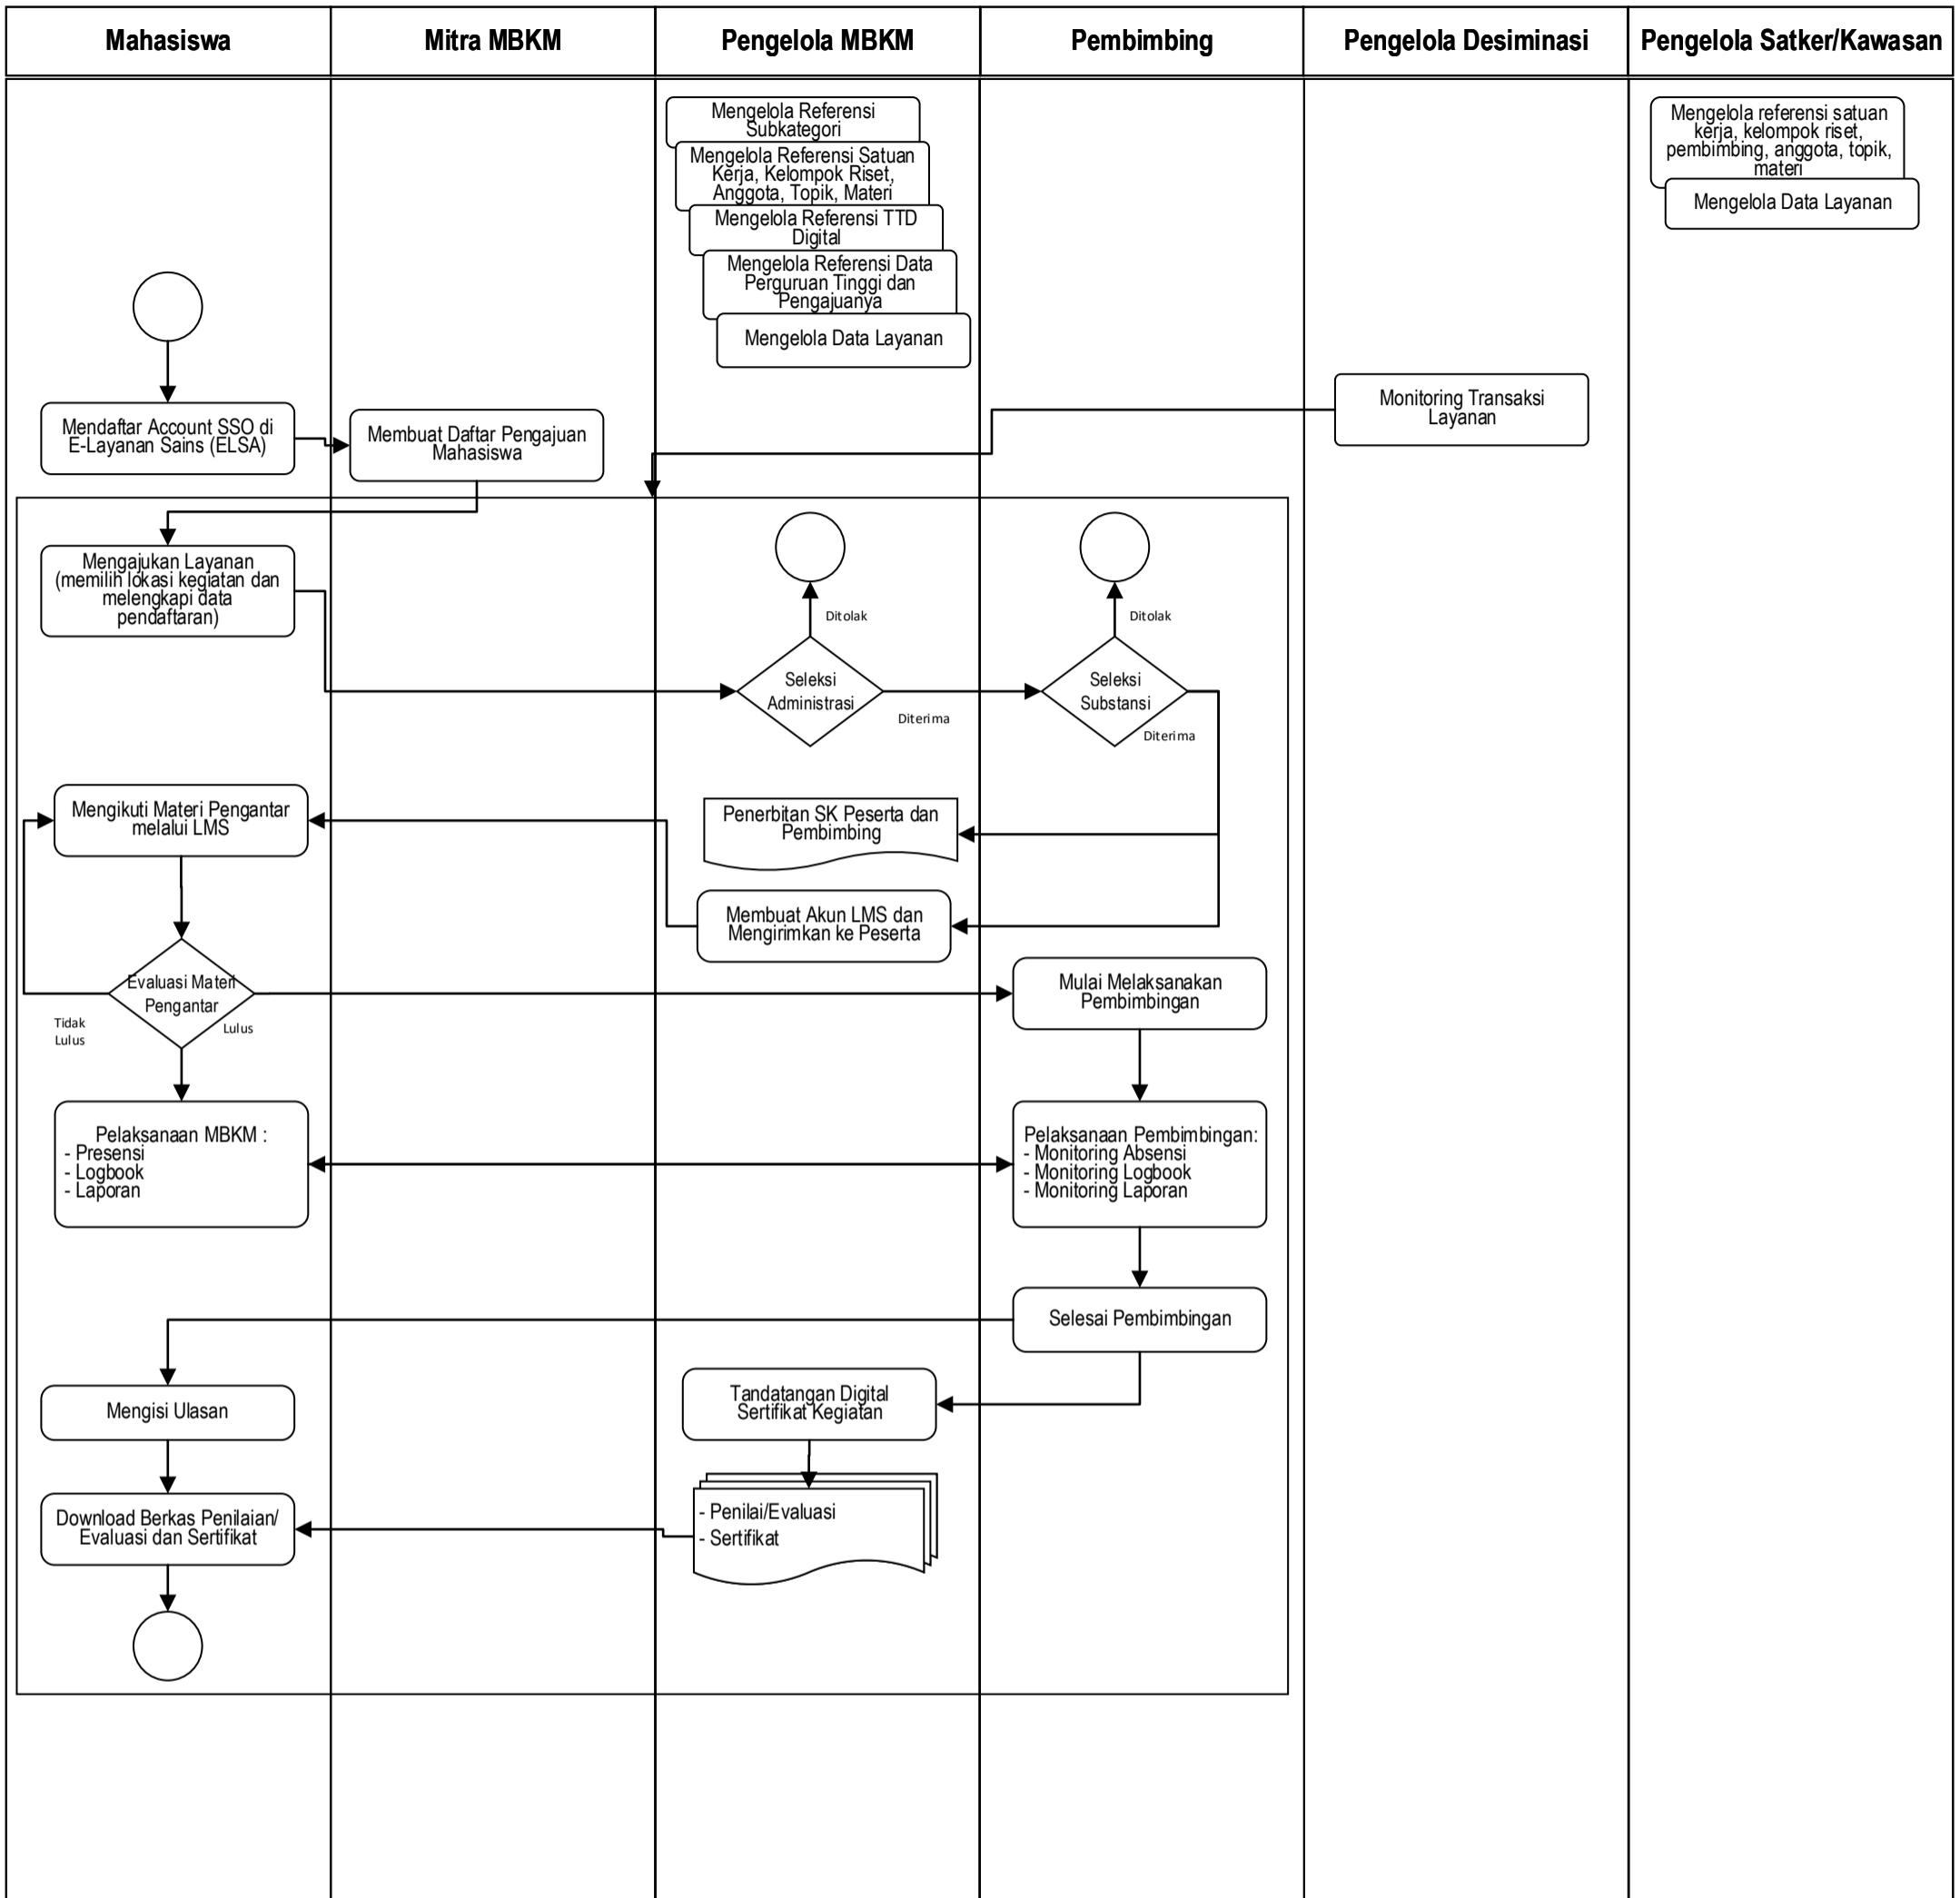 Mahasiswa
Mitra MBKM
Pengelola MBKM
Pembimbing
Pengelola Desiminasi
Pengelola Satker/Kawasan
Mengelola Referensi
Subkategori
Mengelola Referensi Satuan
Kerja, Kelompok Riset,
Anggota, Topik, Materi
Mengelola Referensi TTD
Digital
Mengelola Referensi Data
Perguruan Tinggi dan
Pengajuanya
Mengelola Data Layanan
Mengelola referensi satuan
kerja, kelompok riset,
pembimbing, anggota, topik,
materi
Mengelola Data Layanan
Mendaftar Account SSO di
E-Layanan Sains (ELSA)
Membuat Daftar Pengajuan
Mahasiswa
Monitoring Transaksi
Layanan
Mengajukan Layanan
(memilih lokasi kegiatan dan
melengkapi data
pendaftaran)
Ditolak
Ditolak
Seleksi
Administrasi
Diterima
Seleksi
Substansi
Diterima
Mengikuti Materi Pengantar
melalui LMS
Penerbitan SK Peserta dan
Pembimbing
Membuat Akun LMS dan
Mengirimkan ke Peserta
Evaluasi Materi
Pengantar
Tidak
Lulus
Lulus
Mulai Melaksanakan
Pembimbingan
Pelaksanaan MBKM :
- Presensi
- Logbook
- Laporan
Pelaksanaan Pembimbingan:
- Monitoring Absensi
- Monitoring Logbook
- Monitoring Laporan
Selesai Pembimbingan
Mengisi Ulasan
Tandatangan Digital
Sertifikat Kegiatan
Download Berkas Penilaian/
Evaluasi dan Sertifikat
- Penilai/Evaluasi
- Sertifikat